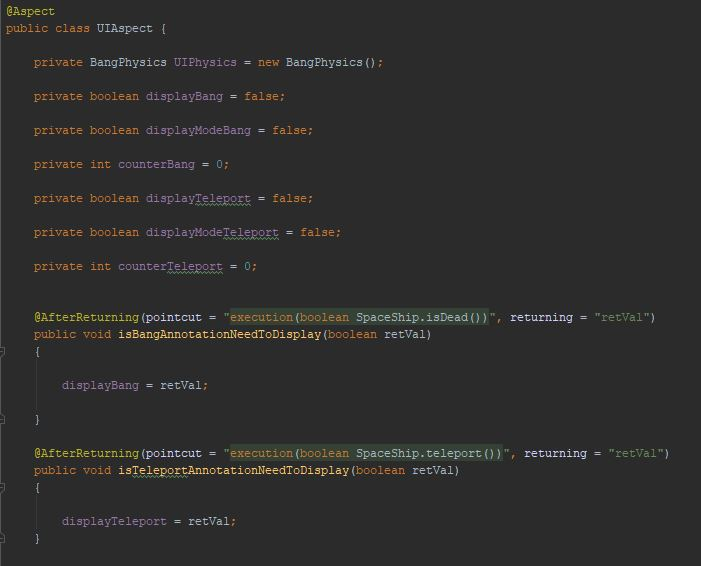 @Aspect
public class UIAspect {
private BangPhysics UIPhysics = new BangPhysics();
private boolean displayBang = false;
private boolean displayModeBang = false;
private int counterBang = 0;
private boolean displayTeleport = false;
private boolean displayModeTeleport = false;
private int counterTeleport = 0;
@AfterReturning(pointcut = "execution(boolean SpaceShip.isDead())", returning = "retVal")
public void isBangAnnotationNeedToDisplay(boolean retVal)
{
displayBang = retVal;
}
@AfterReturning(pointcut = "execution(boolean SpaceShip.teleport())", returning = "retVal")
public void isTeleportAnnotationNeedToDisplay(boolean retVal)
{
displayTeleport = retVal;
}